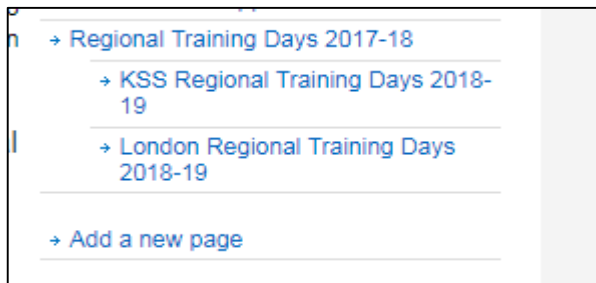 Regional Training Days 2017-18
KSS Regional Training Days 2018-
19
London Regional Training Days
2018-19
Add a new page